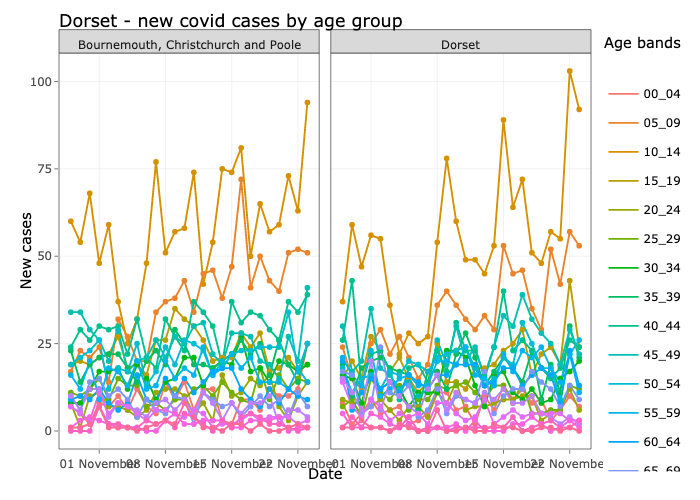 Dorset - new covid cases by age group
Bournemouth, Christchurch and Poole
Dorset
Age bands
00_04
05_09
10_14
15_19
20_24
25_29
30_34
35_39
40_44
45_49
50_54
55_59
60_64
65_69
New cases
100
75
50
25
0
01 November 08 November 15 November 22 November
01 November 08 November 15 November 22 November
Date